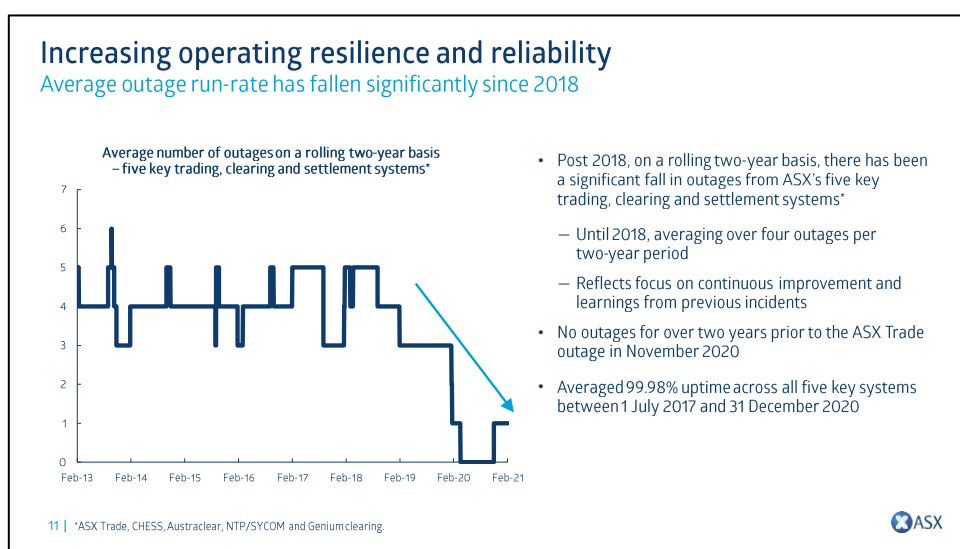 Increasing operating resilience and reliability
Average outage run-rate has fallen significantly since 2018
Average number of outages on a rolling two-year basis
– five key trading, clearing and settlement systems*
7
6
5
4
3
2
1
0
Feb-13 Feb-14 Feb-15 Feb-16 Feb-17 Feb-18 Feb-19 Feb-20 Feb-21
• Post 2018, on a rolling two-year basis, there has been
a significant fall in outages from ASX's five key
trading, clearing and settlement systems*
— Until 2018, averaging over four outages per
two-year period
— Reflects focus on continuous improvement and
learnings from previous incidents
• No outages for over two years prior to the ASX Trade
outage in November 2020
• Averaged 99.98% uptime across all five key systems
between 1 July 2017 and 31 December 2020
11 | *ASX Trade, CHESS, Austraclear, NTP/SYCOM and Genium clearing.
ASX